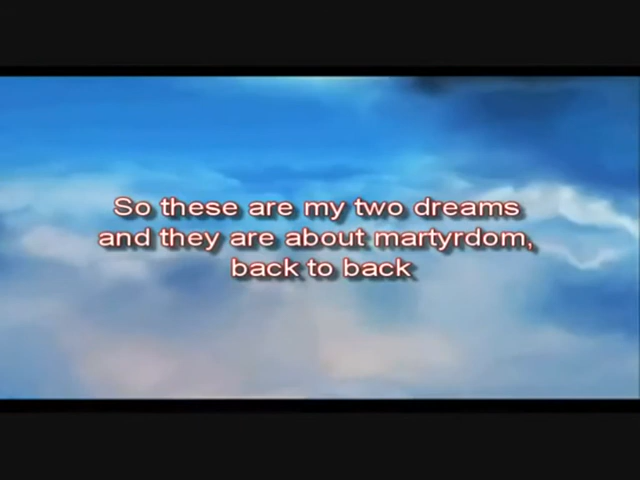 So these are my two dreams
and they are about martyrdom,
back to back